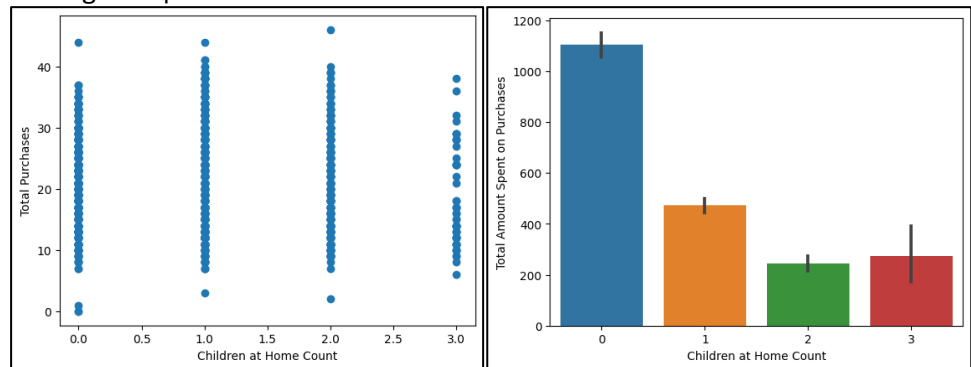 Total Purchases
40
30
20
10
0
0.0 0.5 1.0 1.5 2.0 2.5 3.0
Children at Home Count
Total Amount Spent on Purchases
1200
1000
800
600
400
200
0
0 1 2 3
Children at Home Count